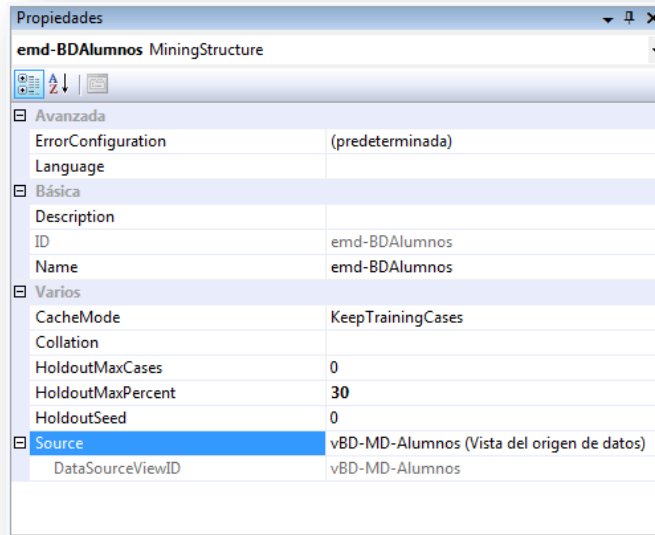 Propiedades
emd-BDAlumnos MiningStructure
Avanzada
ErrorConfiguration (predeterminada)
Language
Básica
Description
ID emd-BDAlumnos
Name emd-BDAlumnos
Varios
CacheMode KeepTrainingCases
Collation
HoldoutMaxCases 0
HoldoutMaxPercent 30
HoldoutSeed 0
Source vBD-MD-Alumnos (Vista del origen de datos)
DataSourceViewID vBD-MD-Alumnos